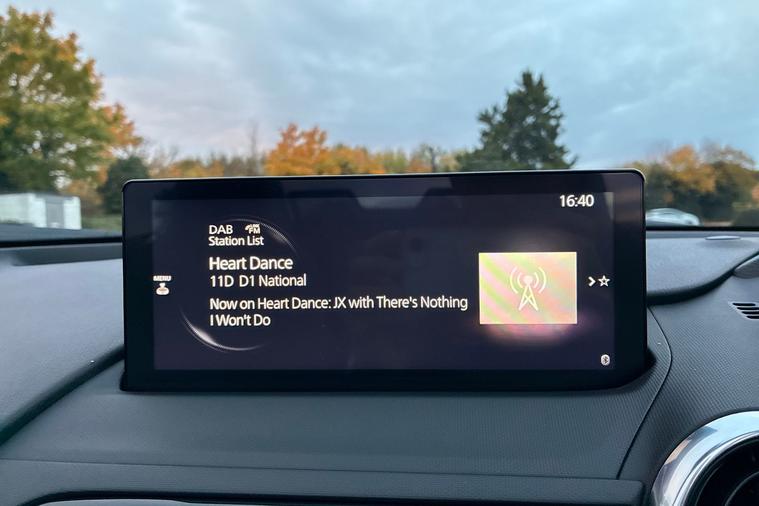 16:40
DAB FM
Station List
MENU
Heart Dance
11D D1 National
Now on Heart Dance: JX with There's Nothing
I Won't Do